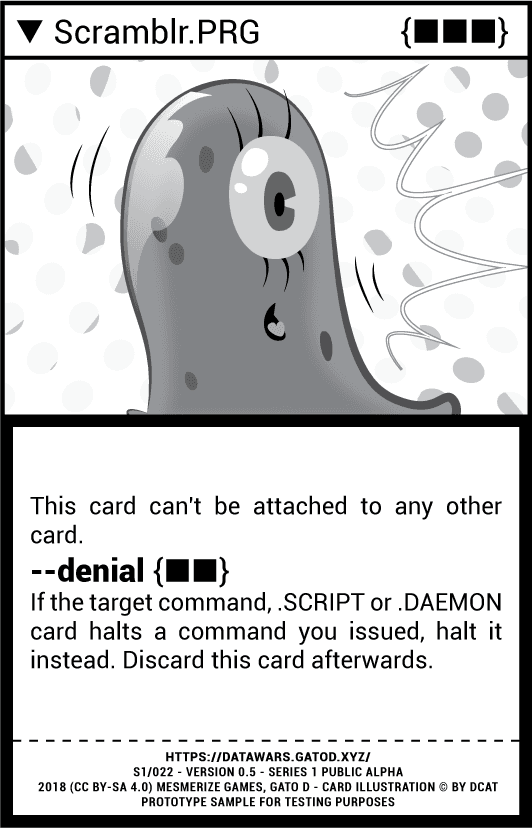 ▼ Scramblr.PRG {■■■}
This card can't be attached to any other
card.
--denial {■■}
If the target command, .SCRIPT or .DAEMON
card halts a command you issued, halt it
instead. Discard this card afterwards.
HTTPS://DATAWARS.GATOD.XYZ/
S1/022 - VERSION 0.5 - SERIES 1 PUBLIC ALPHA
2018 (CC BY-SA 4.0) MESMERIZE GAMES, GATO D - CARD ILLUSTRATION © BY DCAT
PROTOTYPE SAMPLE FOR TESTING PURPOSES